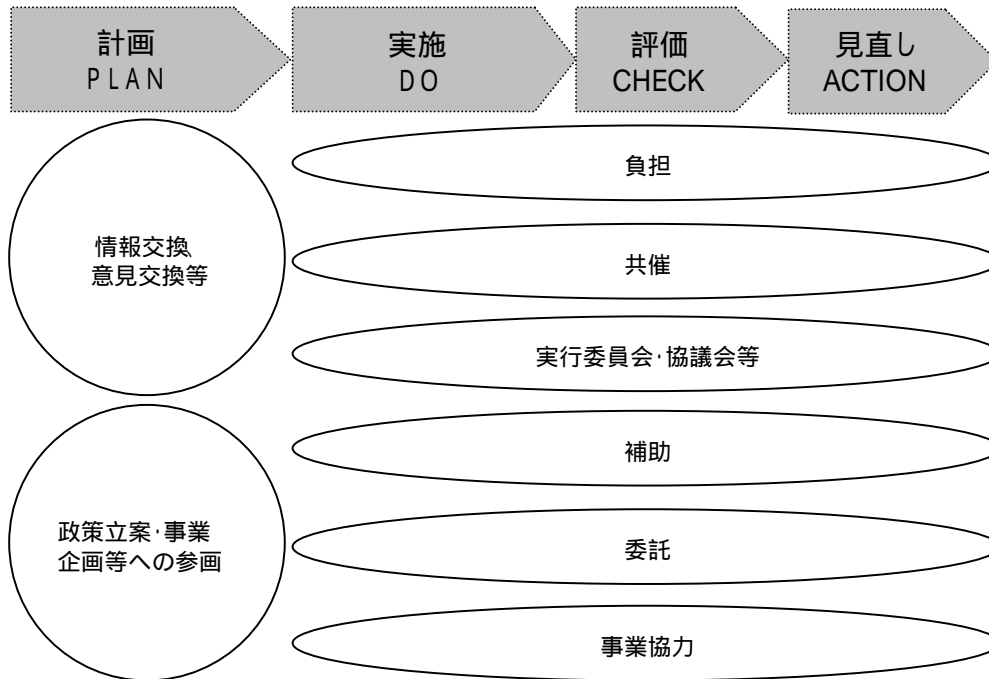 計画
PLAN
実施
DO
評価
CHECK
見直し
ACTION
情報交換、
意見交換等
政策立案・事業
企画等への参画
負担
共催
実行委員会・協議会等
補助
委託
事業協力